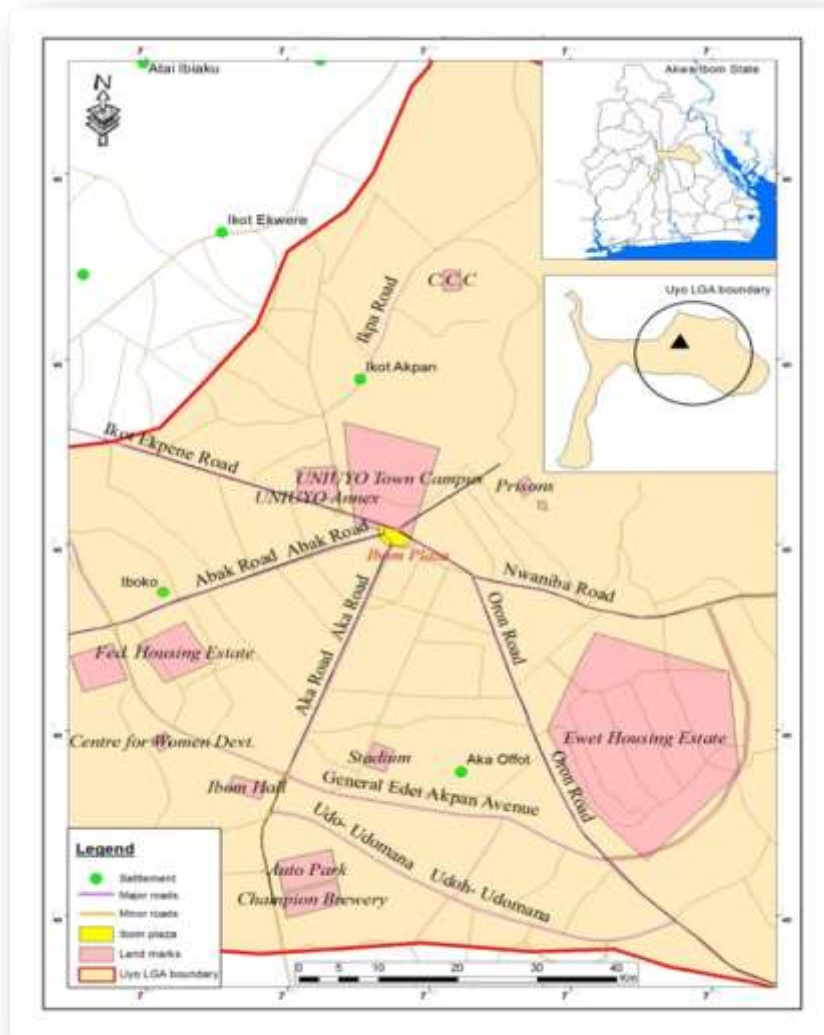 Atai Ibiaku
N
Akwa Ibom State
Ikot Ekwere
Uyo LGA boundary
C C C
Ikpa Road
Ikot Akpan
Ikot Ekpene Road
UNIUYO Town Campus
UNIUYO Annex
Prisons
Abak Road
Abak Road
Ibom Plaza
Iboko
Nwaniba Road
Aka Road
Oron Road
Fed. Housing Estate
Aka Road
Centre for Women Dext.
Stadium
Aka Offot
Ewet Housing Estate
Ibom Hall
General Edet Akpan Avenue
Oron Road
Udo- Udomana
Auto Park
Udoh- Udomana
Champion Brewery
Legend
Settlement
Major roads
Minor roads
Ibom plaza
Land marks
Uyo LGA boundary
0 5 10 20 30 40
Km